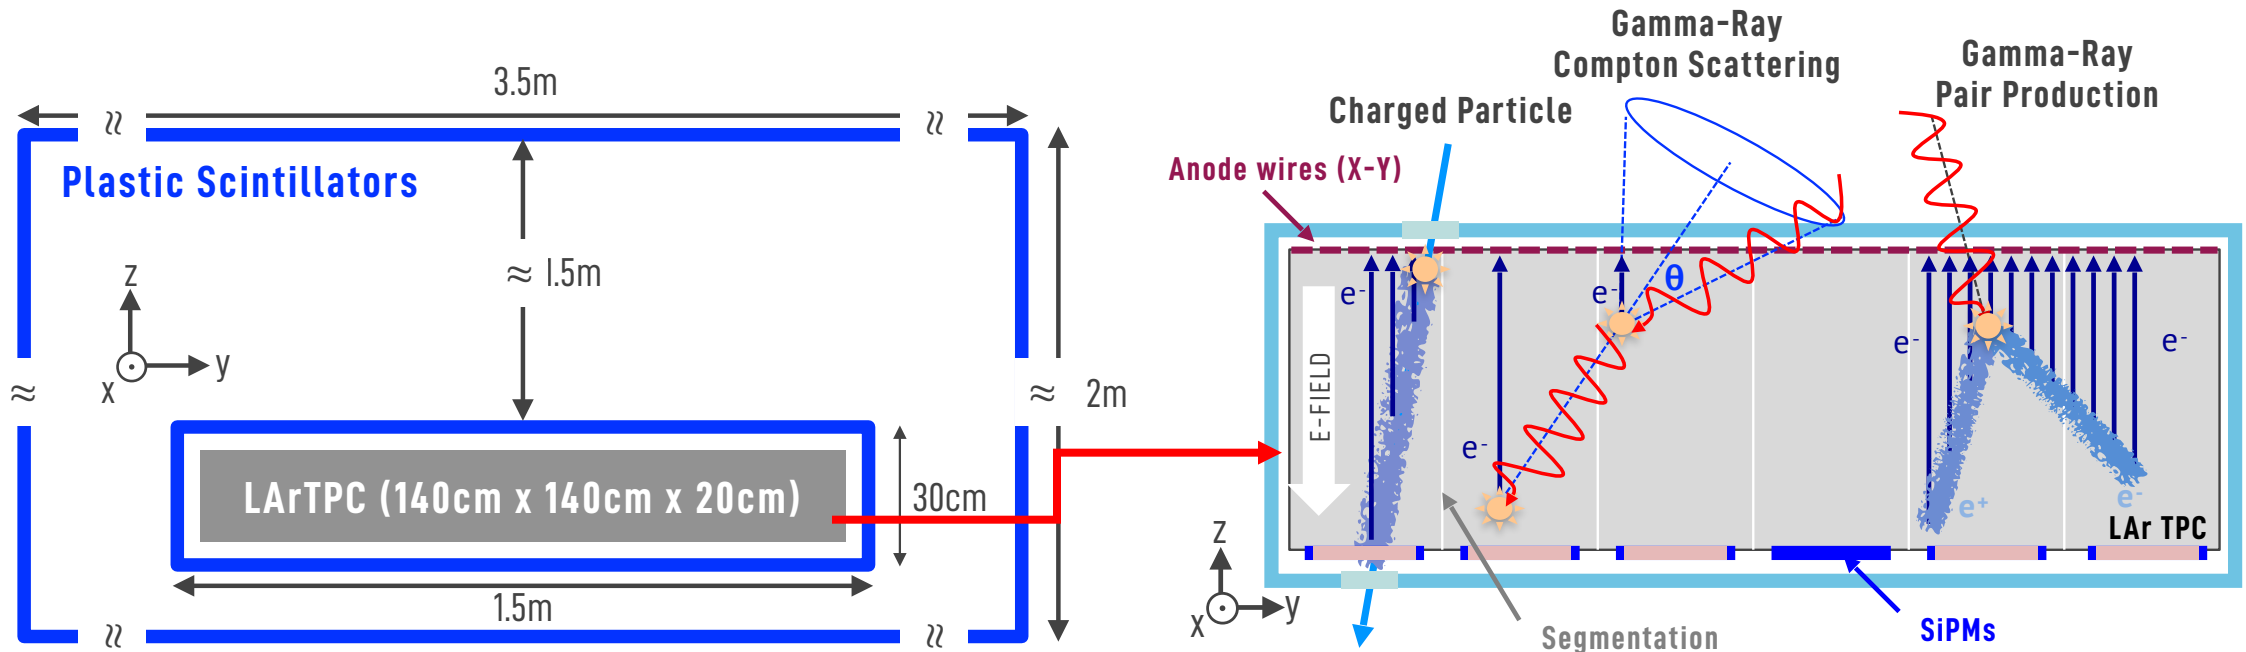 3.5m
Plastic Scintillators
≈ 1.5m
z
y
x
≈ 2m
LArTPC (140cm x 140cm x 20cm)
30cm
1.5m
Gamma-Ray
Compton Scattering
Gamma-Ray
Pair Production
Charged Particle
Anode wires (X-Y)
θ
e-
e-
e-
e-
e-
E-FIELD
e+
e-
LAr TPC
z
y
x
Segmentation
SiPMs